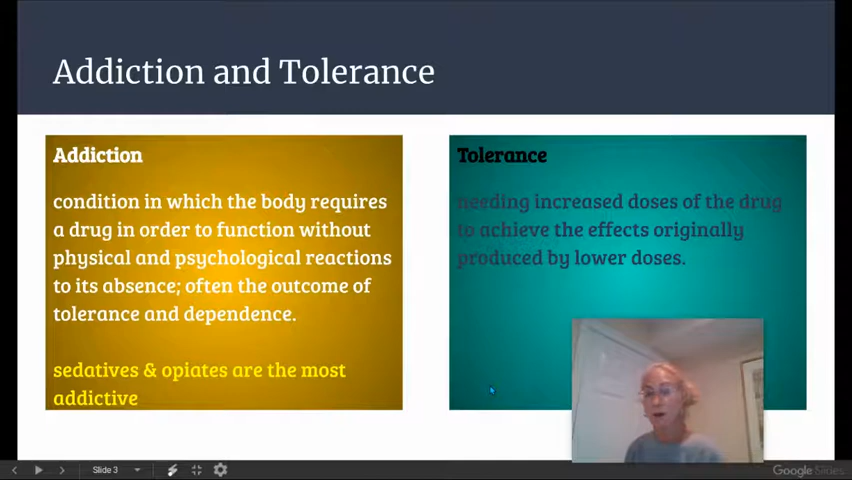 Addiction and Tolerance
Addiction
condition in which the body requires
a drug in order to function without
physical and psychological reactions
to its absence; often the outcome of
tolerance and dependence.
sedatives & opiates are the most
addictive
Tolerance
needing increased doses of the drug
to achieve the effects originally
produced by lower doses.
Slide 3
Google Slides